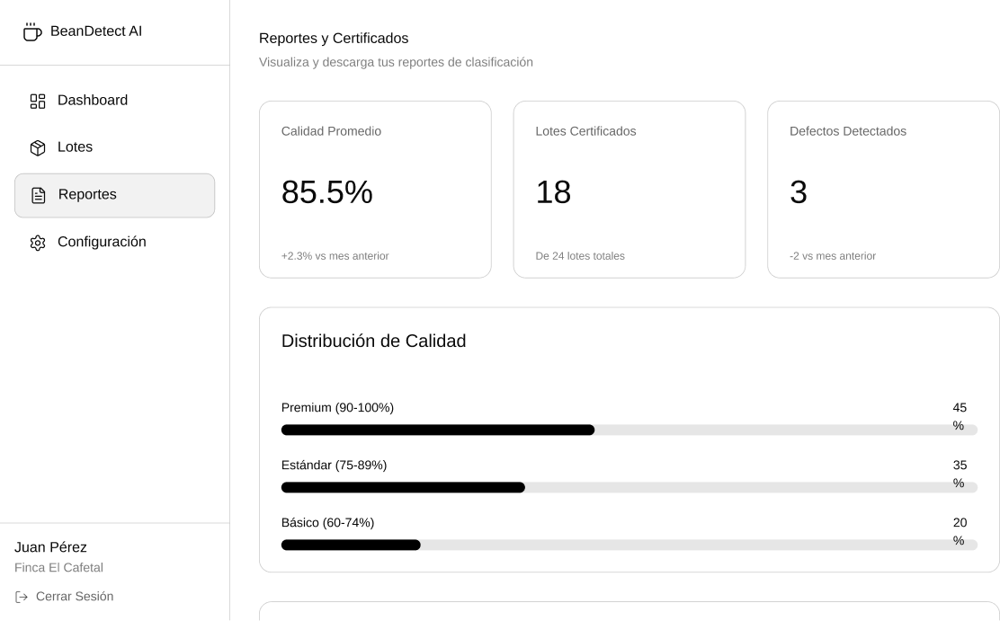 BeanDetect AI
Dashboard
Lotes
Reportes
Configuración
Juan Pérez
Finca El Cafetal
Cerrar Sesión
Reportes y Certificados
Visualiza y descarga tus reportes de clasificación
Calidad Promedio
85.5%
+2.3% vs mes anterior
Lotes Certificados
18
De 24 lotes totales
Defectos Detectados
3
-2 vs mes anterior
Distribución de Calidad
Premium (90-100%)
45
%
Estándar (75-89%)
35
%
Básico (60-74%)
20
%